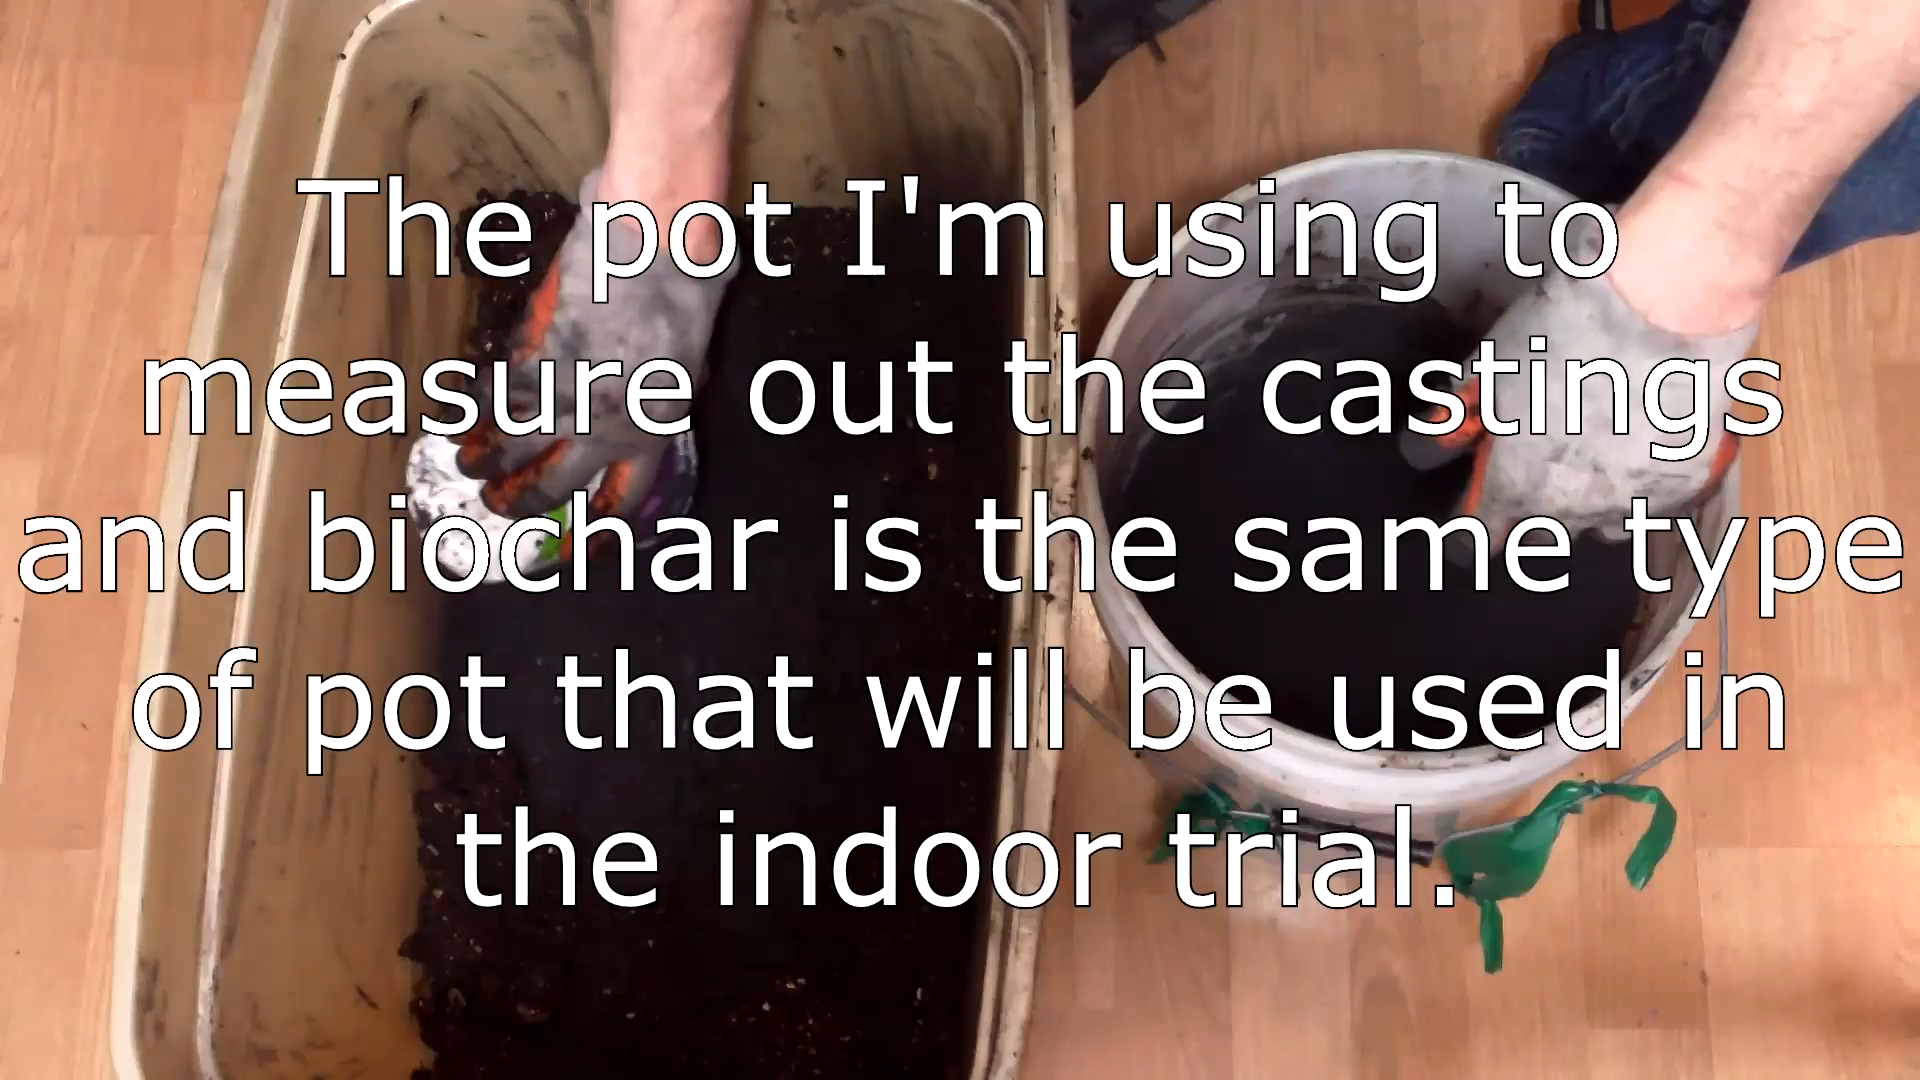 The pot I'm using to
measure out the castings
and biochar is the same type
of pot that will be used in
the indoor trial.